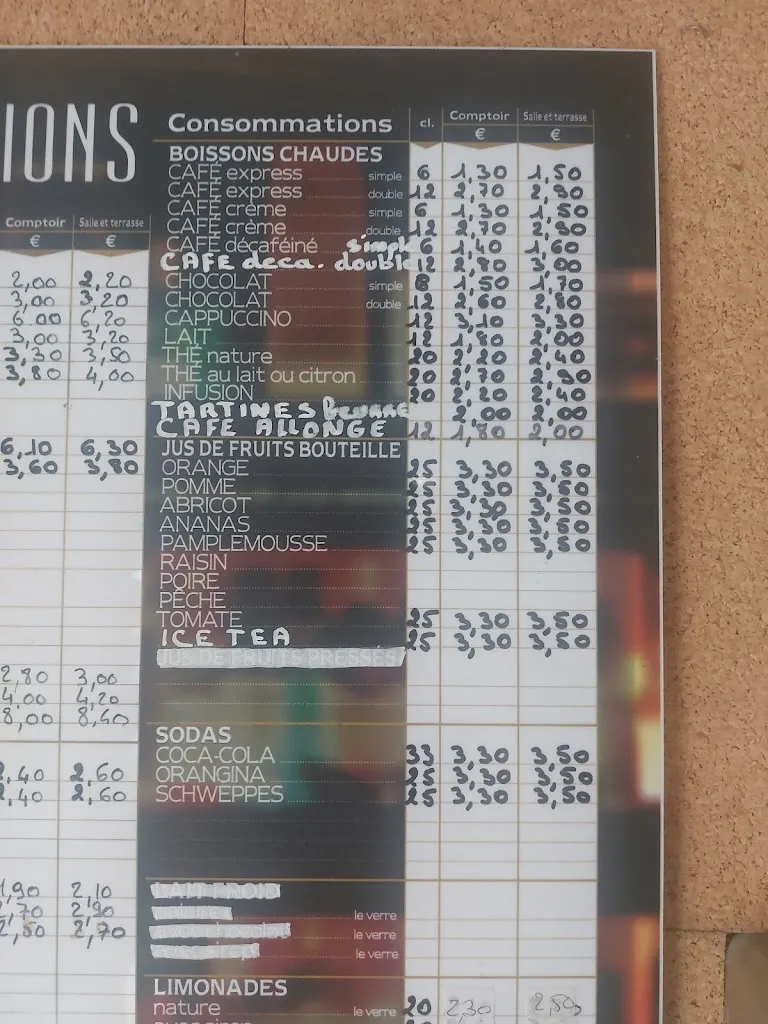 IONS
Comptoir Salle et terrasse
€ €
2,00 2,20
3,00 3,20
6,00 6,20
3,00 3,20
3,30 3,50
3,80 4,00
6,10 6,30
3,60 3,80
2,80 3,00
4,00 4,20
8,00 8,40
2,40 2,60
2,40 2,60
1,90 2,10
2,70 2,90
2,50 2,70
Consommations cl. Comptoir Salle et terrasse
€ €
BOISSONS CHAUDES
CAFÉ express simple 6 1,30 1,50
CAFÉ express double 12 2,70 2,90
CAFÉ crème simple 6 1,30 1,50
CAFÉ crème double 12 2,70 2,90
CAFÉ décaféiné simple 6 1,40 1,60
CAFE deca. double 12 2,80 3,00
CHOCOLAT simple 6 1,50 1,70
CHOCOLAT double 12 2,60 2,80
CAPPUCCINO 12 3,10 3,30
LAIT 12 1,80 2,00
THÉ nature 20 2,20 2,40
THÉ au lait ou citron 20 2,70 2,90
INFUSION 20 2,20 2,40
TARTINES Beurre 2,00 2,00
CAFE ALLONGE 12 1,80 2,00
JUS DE FRUITS BOUTEILLE
ORANGE 25 3,30 3,50
POMME 25 3,30 3,50
ABRICOT 25 3,30 3,50
ANANAS 25 3,30 3,50
PAMPLEMOUSSE 25 3,30 3,50
RAISIN
POIRE
PÊCHE
TOMATE 25 3,30 3,50
ICE TEA 25 3,30 3,50
JUS DE FRUITS PRESSÉS
SODAS
COCA-COLA 33 3,30 3,50
ORANGINA 25 3,30 3,50
SCHWEPPES 25 3,30 3,50
LAIT FROID
le verre
avec chocolat le verre
avec sirop le verre
LIMONADES
nature le verre 20 2,30 2,50